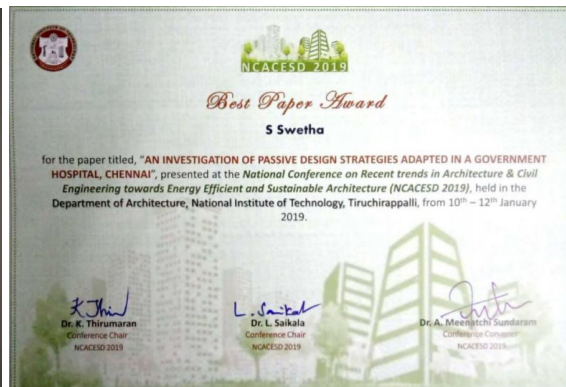 NCACESD 2019
Best Paper Award
S Swetha
for the paper titled, "AN INVESTIGATION OF PASSIVE DESIGN STRATEGIES ADAPTED IN A GOVERNMENT
HOSPITAL, CHENNAI", presented at the National Conference on Recent trends in Architecture & Civil
Engineering towards Energy Efficient and Sustainable Architecture (NCACESD 2019), held in the
Department of Architecture, National Institute of Technology, Tiruchirappalli, from 10th – 12th January
2019.
Dr. K. Thirumaran
Conference Chair
NCACESD 2019
Dr. L. Saikala
Conference Chair
NCACESD 2019
Dr. A. Meenatchi Sundaram
Conference Convenor
NCACESD 2019